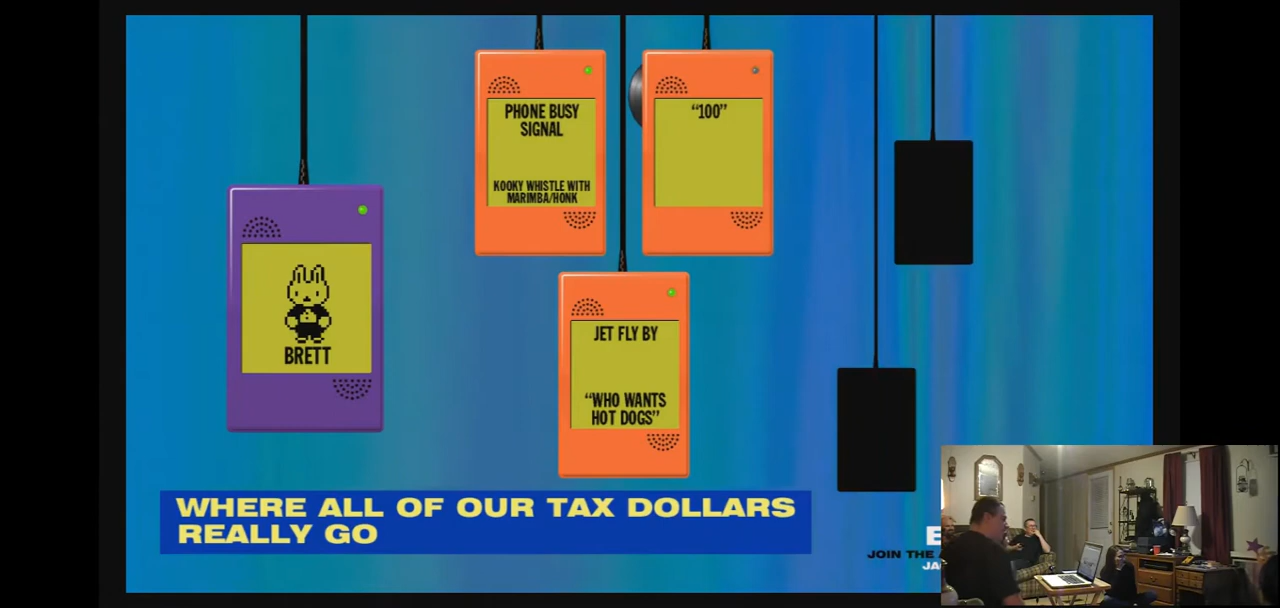 PHONE BUSY
SIGNAL
KOOKY WHISTLE WITH
MARIMBA/HONK
“100”
BRETT
JET FLY BY
“WHO WANTS
HOT DOGS”
WHERE ALL OF OUR TAX DOLLARS
REALLY GO
JOIN THE